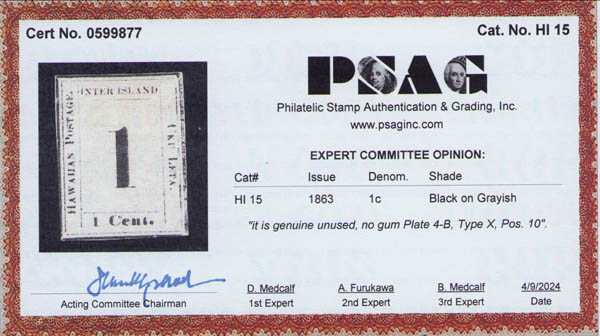 Cert No. 0599877
Cat. No. HI 15
PSAG
Philatelic Stamp Authentication & Grading, Inc.
www.psaginc.com
INTER ISLAND
HAWAIIAN POSTAGE.
UKU LETA.
1
1 Cent.
EXPERT COMMITTEE OPINION:
Cat# Issue Denom. Shade
HI 15 1863 1c Black on Grayish
"it is genuine unused, no gum Plate 4-B, Type X, Pos. 10".
D. Medcalf A. Furukawa B. Medcalf 4/9/2024
Acting Committee Chairman 1st Expert 2nd Expert 3rd Expert Date